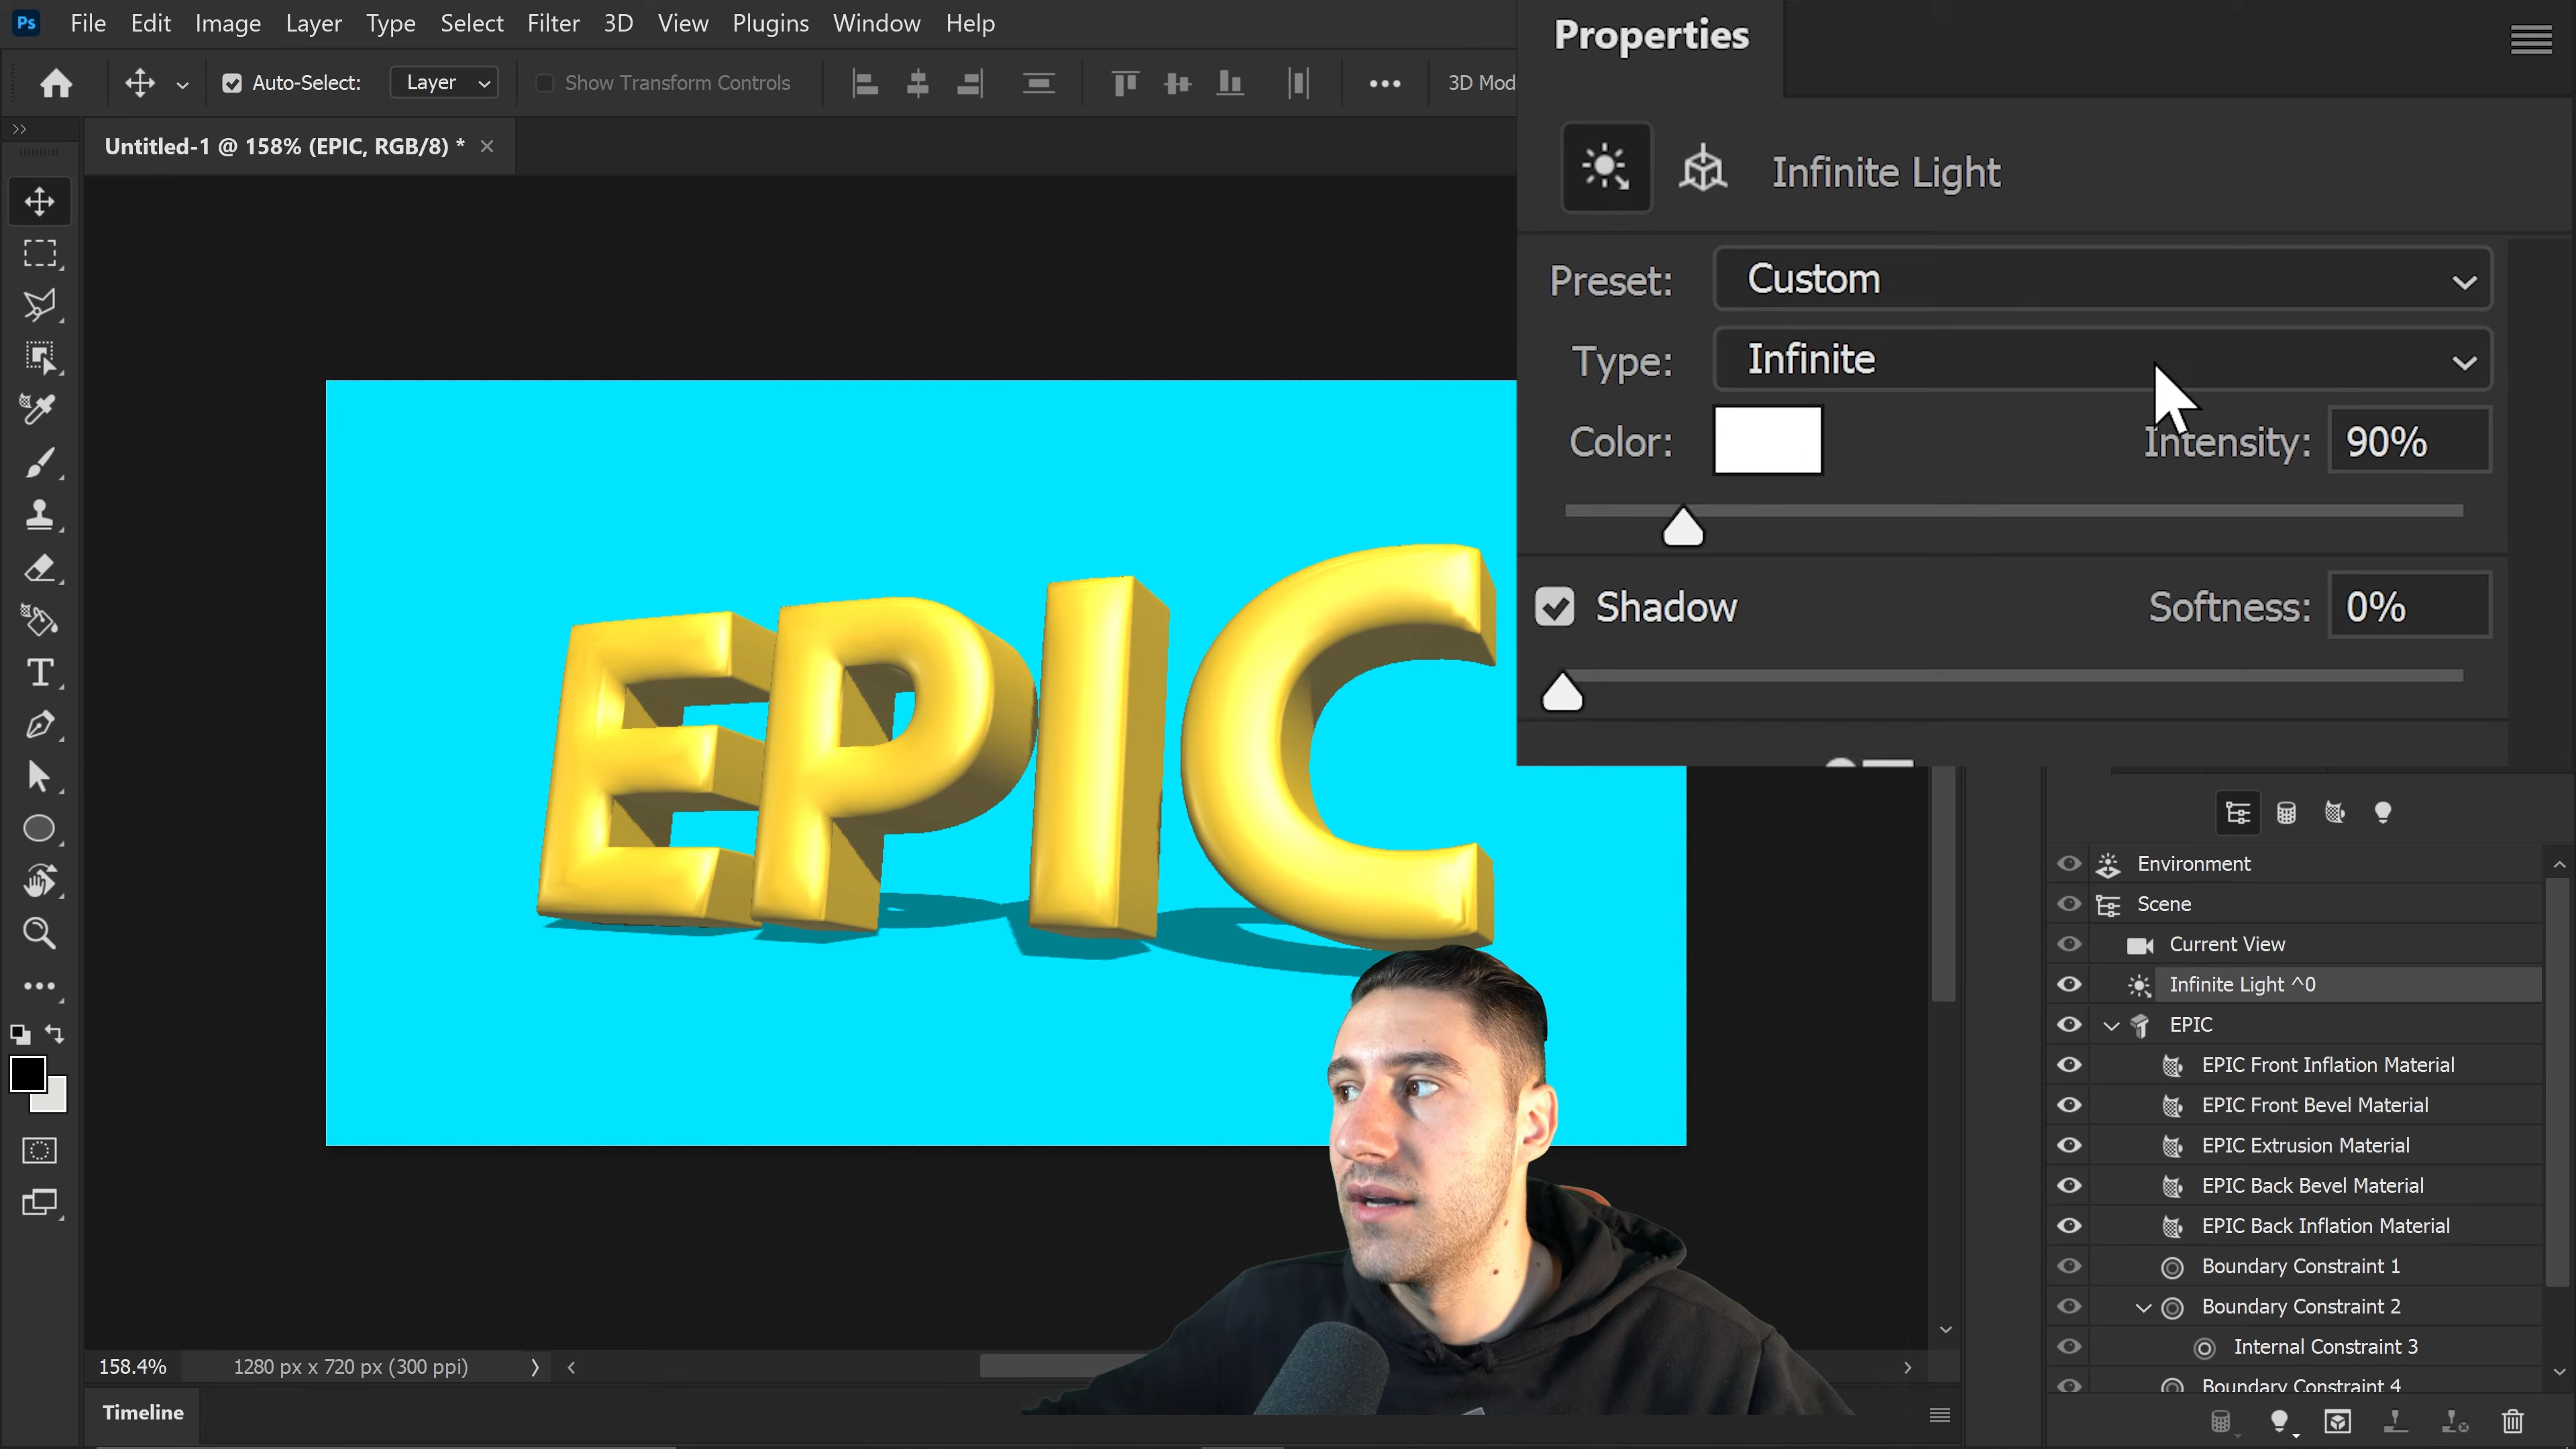 Ps File Edit Image Layer Type Select Filter 3D View Plugins Window Help
Auto-Select: Layer Show Transform Controls 3D Mod
Untitled-1 @ 158% (EPIC, RGB/8) *
Properties
Infinite Light
Preset: Custom
Type: Infinite
Color: Intensity: 90%
Shadow Softness: 0%
EPIC
Environment
Scene
Current View
Infinite Light ^0
EPIC
EPIC Front Inflation Material
EPIC Front Bevel Material
EPIC Extrusion Material
EPIC Back Bevel Material
EPIC Back Inflation Material
Boundary Constraint 1
Boundary Constraint 2
Internal Constraint 3
Boundary Constraint 4
158.4% 1280 px x 720 px (300 ppi)
Timeline